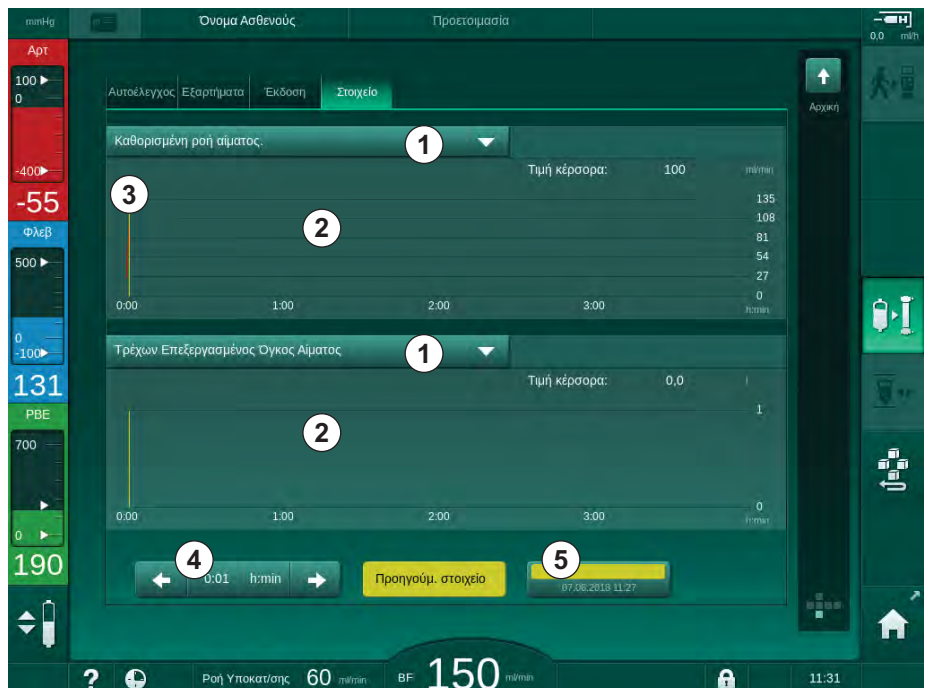 mmHg Όνομα Ασθενούς Προετοιμασία
0,0 ml/h
Αρτ
100
0
-400
-55
Φλεβ
500
0
-100
131
PBE
700
0
190
Αυτοέλεγχος Εξαρτήματα Έκδοση Στοιχείο
Αρχική
Καθορισμένη ροή αίματος. 1
Τιμή κέρσορα: 100 ml/min
3
2
135
108
81
54
27
0
0:00 1:00 2:00 3:00 h:min
Τρέχων Επεξεργασμένος Όγκος Αίματος 1
Τιμή κέρσορα: 0,0 l
2
1
0
0:00 1:00 2:00 3:00 h:min
4 5
0:01 h:min Προηγούμ. στοιχείο 07.08.2018 11:27
? Ροή Υποκατ/σης 60 ml/min BF 150 ml/min 11:31